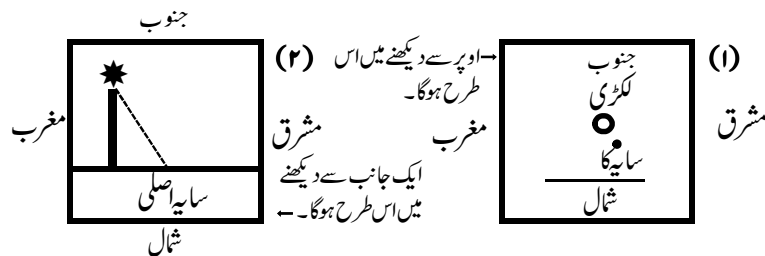 (۱)
جنوب
لکڑی
سایہ کا
شمال
مشرق
مغرب
اوپر سے دیکھنے میں اس
طرح ہوگا۔
(۲)
جنوب
مغرب
مشرق
سایہ اصلی
شمال
ایک جانب سے دیکھنے
میں اس طرح ہوگا۔